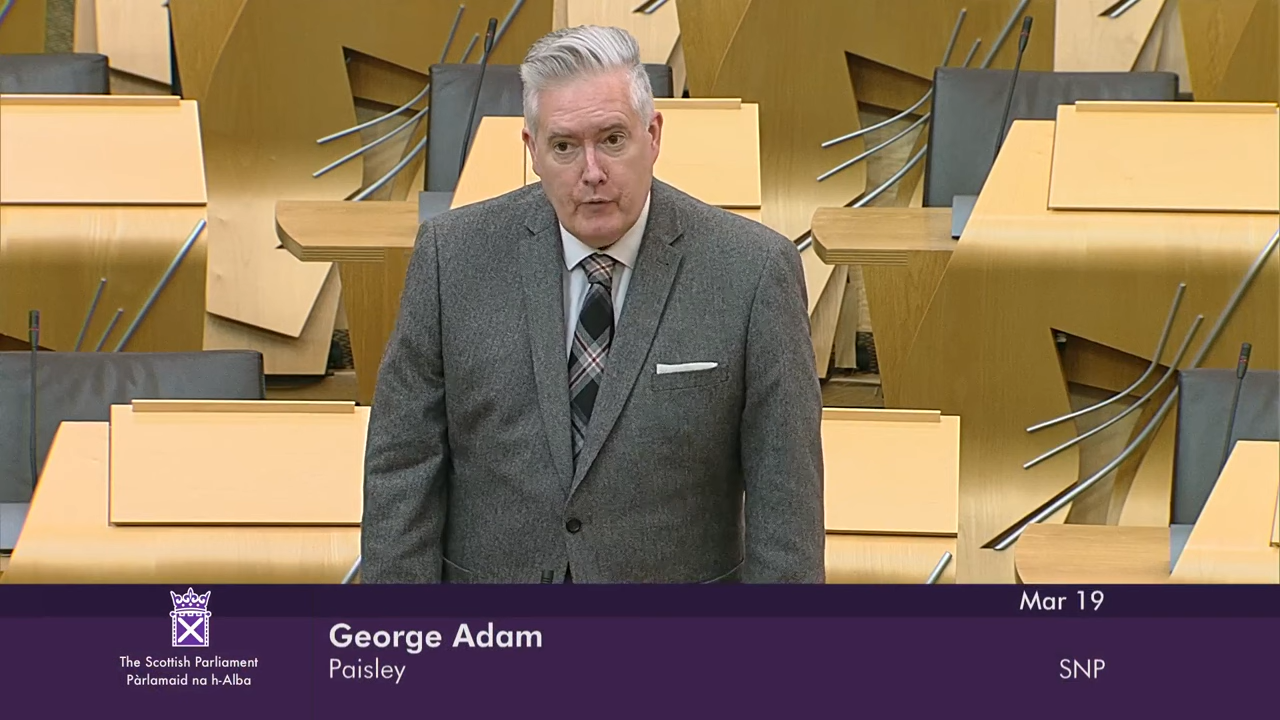 Mar 19
George Adam
Paisley
SNP
The Scottish Parliament
Pàrlamaid na h-Alba